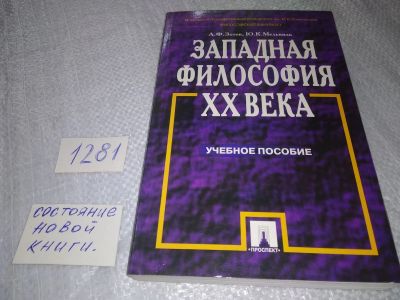 А.Ф.Зотов, Ю.К.Мельвиль
ЗАПАДНАЯ
ФИЛОСОФИЯ
XX ВЕКА
УЧЕБНОЕ ПОСОБИЕ
•ПРОСПЕКТ•
1281
СОСТОЯНИЕ
НОВОЙ
КНИГИ.